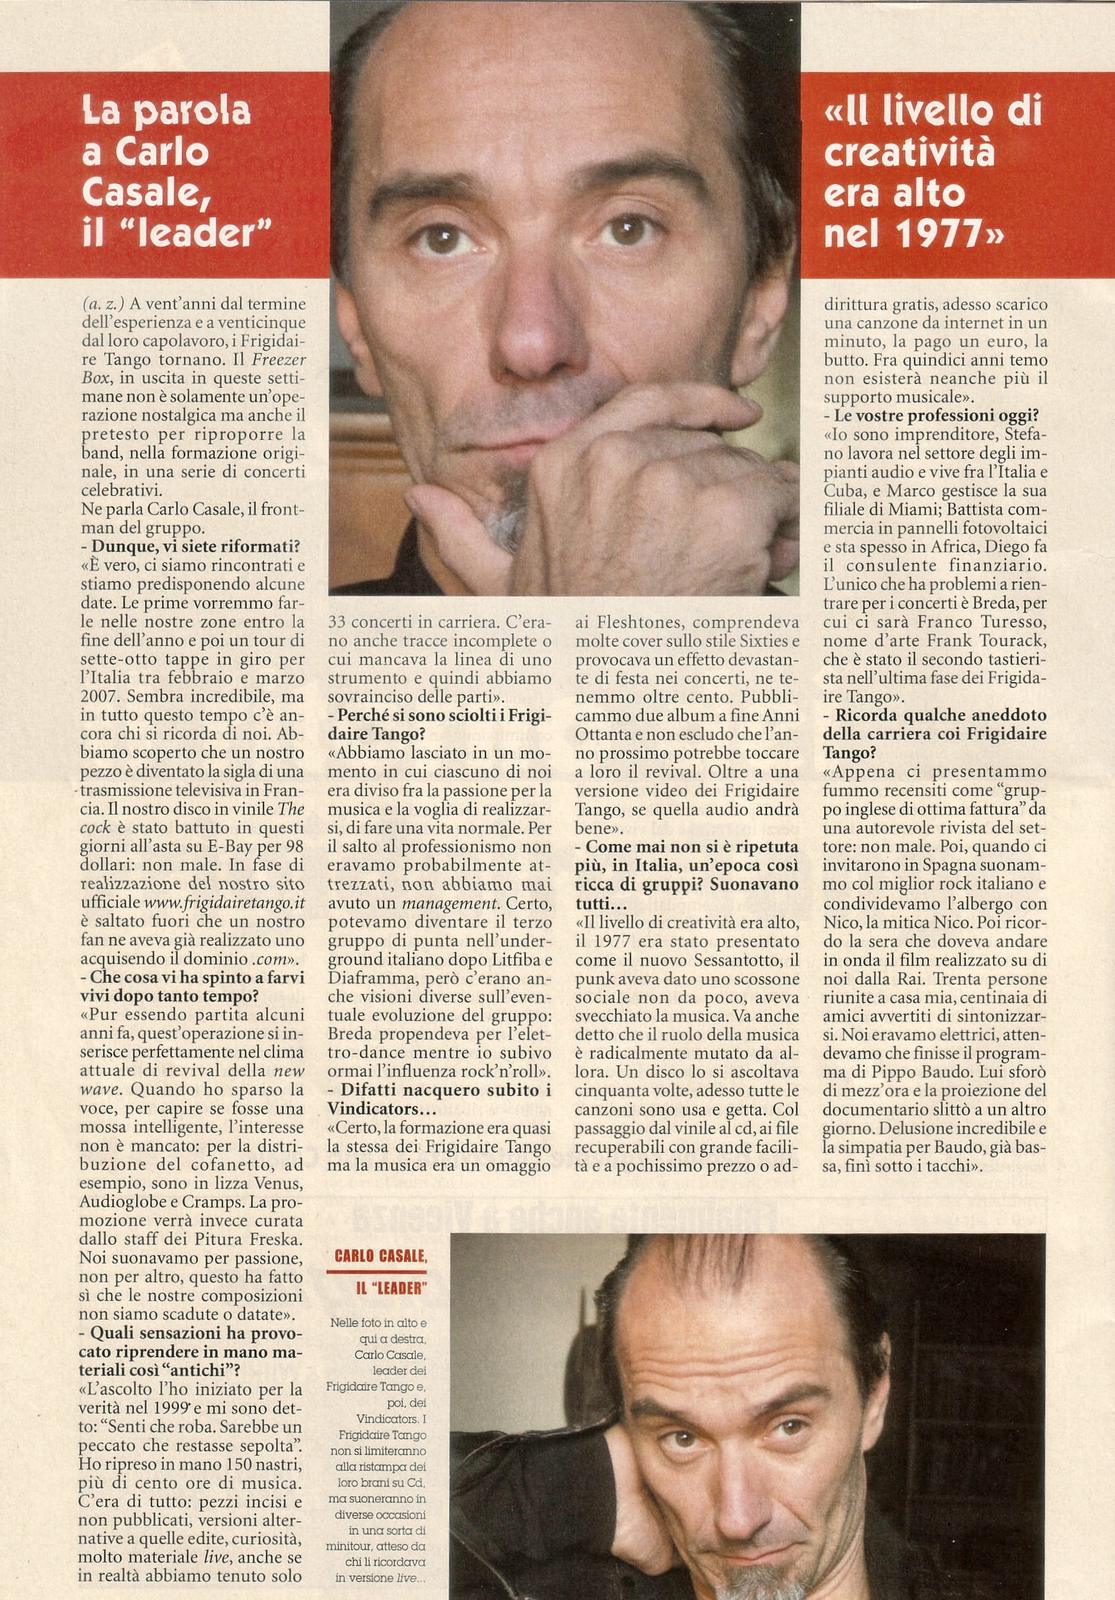 La parola
a Carlo
Casale,
il “leader”
«Il livello di
creatività
era alto
nel 1977»
(a. z.) A vent'anni dal termine
dell'esperienza e a venticinque
dal loro capolavoro, i Frigidai-
re Tango tornano. Il Freezer
Box, in uscita in queste setti-
mane non è solamente un'ope-
razione nostalgica ma anche il
pretesto per riproporre la
band, nella formazione origi-
nale, in una serie di concerti
celebrativi.
Ne parla Carlo Casale, il front-
man del gruppo.
- Dunque, vi siete riformati?
«È vero, ci siamo rincontrati e
stiamo predisponendo alcune
date. Le prime vorremmo far-
le nelle nostre zone entro la
fine dell'anno e poi un tour di
sette-otto tappe in giro per
l'Italia tra febbraio e marzo
2007. Sembra incredibile, ma
in tutto questo tempo c'è an-
cora chi si ricorda di noi. Ab-
biamo scoperto che un nostro
pezzo è diventato la sigla di una
trasmissione televisiva in Fran-
cia. Il nostro disco in vinile The
cock è stato battuto in questi
giorni all'asta su E-Bay per 98
dollari: non male. In fase di
realizzazione del nostro sito
ufficiale www.frigidairetango.it
è saltato fuori che un nostro
fan ne aveva già realizzato uno
acquisendo il dominio .com».
- Che cosa vi ha spinto a farvi
vivi dopo tanto tempo?
«Pur essendo partita alcuni
anni fa, quest'operazione si in-
serisce perfettamente nel clima
attuale di revival della new
wave. Quando ho sparso la
voce, per capire se fosse una
mossa intelligente, l'interesse
non è mancato: per la distri-
buzione del cofanetto, ad
esempio, sono in lizza Venus,
Audioglobe e Cramps. La pro-
mozione verrà invece curata
dallo staff dei Pitura Freska.
Noi suonavamo per passione,
non per altro, questo ha fatto
sì che le nostre composizioni
non siamo scadute o datate».
- Quali sensazioni ha provo-
cato riprendere in mano ma-
teriali così “antichi”?
«L'ascolto l'ho iniziato per la
verità nel 1999 e mi sono det-
to: “Senti che roba. Sarebbe un
peccato che restasse sepolta”.
Ho ripreso in mano 150 nastri,
più di cento ore di musica.
C'era di tutto: pezzi incisi e
non pubblicati, versioni alter-
native a quelle edite, curiosità,
molto materiale live, anche se
in realtà abbiamo tenuto solo
33 concerti in carriera. C'era-
no anche tracce incomplete o
cui mancava la linea di uno
strumento e quindi abbiamo
sovrainciso delle parti».
- Perché si sono sciolti i Frigi-
daire Tango?
«Abbiamo lasciato in un mo-
mento in cui ciascuno di noi
era diviso fra la passione per la
musica e la voglia di realizzar-
si, di fare una vita normale. Per
il salto al professionismo non
eravamo probabilmente at-
trezzati, non abbiamo mai
avuto un management. Certo,
potevamo diventare il terzo
gruppo di punta nell'under-
ground italiano dopo Litfiba e
Diaframma, però c'erano an-
che visioni diverse sull'even-
tuale evoluzione del gruppo:
Breda propendeva per l'elet-
tro-dance mentre io subivo
ormai l'influenza rock'n'roll».
- Difatti nacquero subito i
Vindicators...
«Certo, la formazione era quasi
la stessa dei Frigidaire Tango
ma la musica era un omaggio
ai Fleshtones, comprendeva
molte cover sullo stile Sixties e
provocava un effetto devastan-
te di festa nei concerti, ne te-
nemmo oltre cento. Pubbli-
cammo due album a fine Anni
Ottanta e non escludo che l'an-
no prossimo potrebbe toccare
a loro il revival. Oltre a una
versione video dei Frigidaire
Tango, se quella audio andrà
bene».
- Come mai non si è ripetuta
più, in Italia, un'epoca così
ricca di gruppi? Suonavano
tutti...
«Il livello di creatività era alto,
il 1977 era stato presentato
come il nuovo Sessantotto, il
punk aveva dato uno scossone
sociale non da poco, aveva
svecchiato la musica. Va anche
detto che il ruolo della musica
è radicalmente mutato da al-
lora. Un disco lo si ascoltava
cinquanta volte, adesso tutte le
canzoni sono usa e getta. Col
passaggio dal vinile al cd, ai file
recuperabili con grande facili-
tà e a pochissimo prezzo o ad-
dirittura gratis, adesso scarico
una canzone da internet in un
minuto, la pago un euro, la
butto. Fra quindici anni temo
non esisterà neanche più il
supporto musicale».
- Le vostre professioni oggi?
«Io sono imprenditore, Stefa-
no lavora nel settore degli im-
pianti audio e vive fra l'Italia e
Cuba, e Marco gestisce la sua
filiale di Miami; Battista com-
mercia in pannelli fotovoltaici
e sta spesso in Africa, Diego fa
il consulente finanziario.
L'unico che ha problemi a rien-
trare per i concerti è Breda, per
cui ci sarà Franco Turesso,
nome d'arte Frank Tourack,
che è stato il secondo tastieri-
sta nell'ultima fase dei Frigida-
ire Tango».
- Ricorda qualche aneddoto
della carriera coi Frigidaire
Tango?
«Appena ci presentammo
fummo recensiti come “grup-
po inglese di ottima fattura” da
una autorevole rivista del set-
tore: non male. Poi, quando ci
invitarono in Spagna suonam-
mo col miglior rock italiano e
condividevamo l'albergo con
Nico, la mitica Nico. Poi ricor-
do la sera che doveva andare
in onda il film realizzato su di
noi dalla Rai. Trenta persone
riunite a casa mia, centinaia di
amici avvertiti di sintonizzar-
si. Noi eravamo elettrici, atten-
devamo che finisse il program-
ma di Pippo Baudo. Lui sforò
di mezz'ora e la proiezione del
documentario slittò a un altro
giorno. Delusione incredibile e
la simpatia per Baudo, già bas-
sa, finì sotto i tacchi».
CARLO CASALE,
IL “LEADER”
Nelle foto in alto e
qui a destra,
Carlo Casale,
leader dei
Frigidaire Tango e,
poi, dei
Vindicators. I
Frigidaire Tango
non si limiteranno
alla ristampa dei
loro brani su Cd,
ma suoneranno in
diverse occasioni
in una sorta di
minitour, atteso da
chi li ricordava
in versione live...